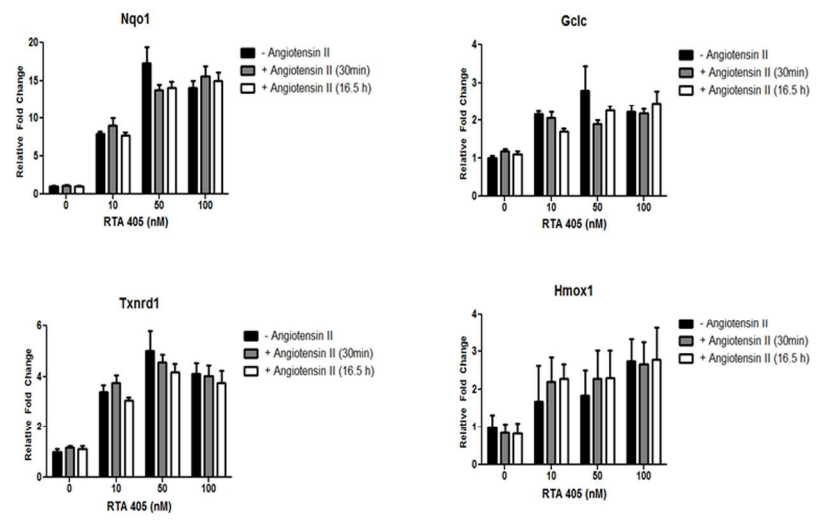 Nqo1
Relative Fold Change
20
15
10
5
0
0 10 50 100
RTA 405 (nM)
- Angiotensin II
+ Angiotensin II (30min)
+ Angiotensin II (16.5 h)
Gclc
Relative Fold Change
4
3
2
1
0
0 10 50 100
RTA 405 (nM)
- Angiotensin II
+ Angiotensin II (30min)
+ Angiotensin II (16.5 h)
Txnrd1
Relative Fold Change
6
4
2
0
0 10 50 100
RTA 405 (nM)
- Angiotensin II
+ Angiotensin II (30min)
+ Angiotensin II (16.5 h)
Hmox1
Relative Fold Change
4
3
2
1
0
0 10 50 100
RTA 405 (nM)
- Angiotensin II
+ Angiotensin II (30min)
+ Angiotensin II (16.5 h)